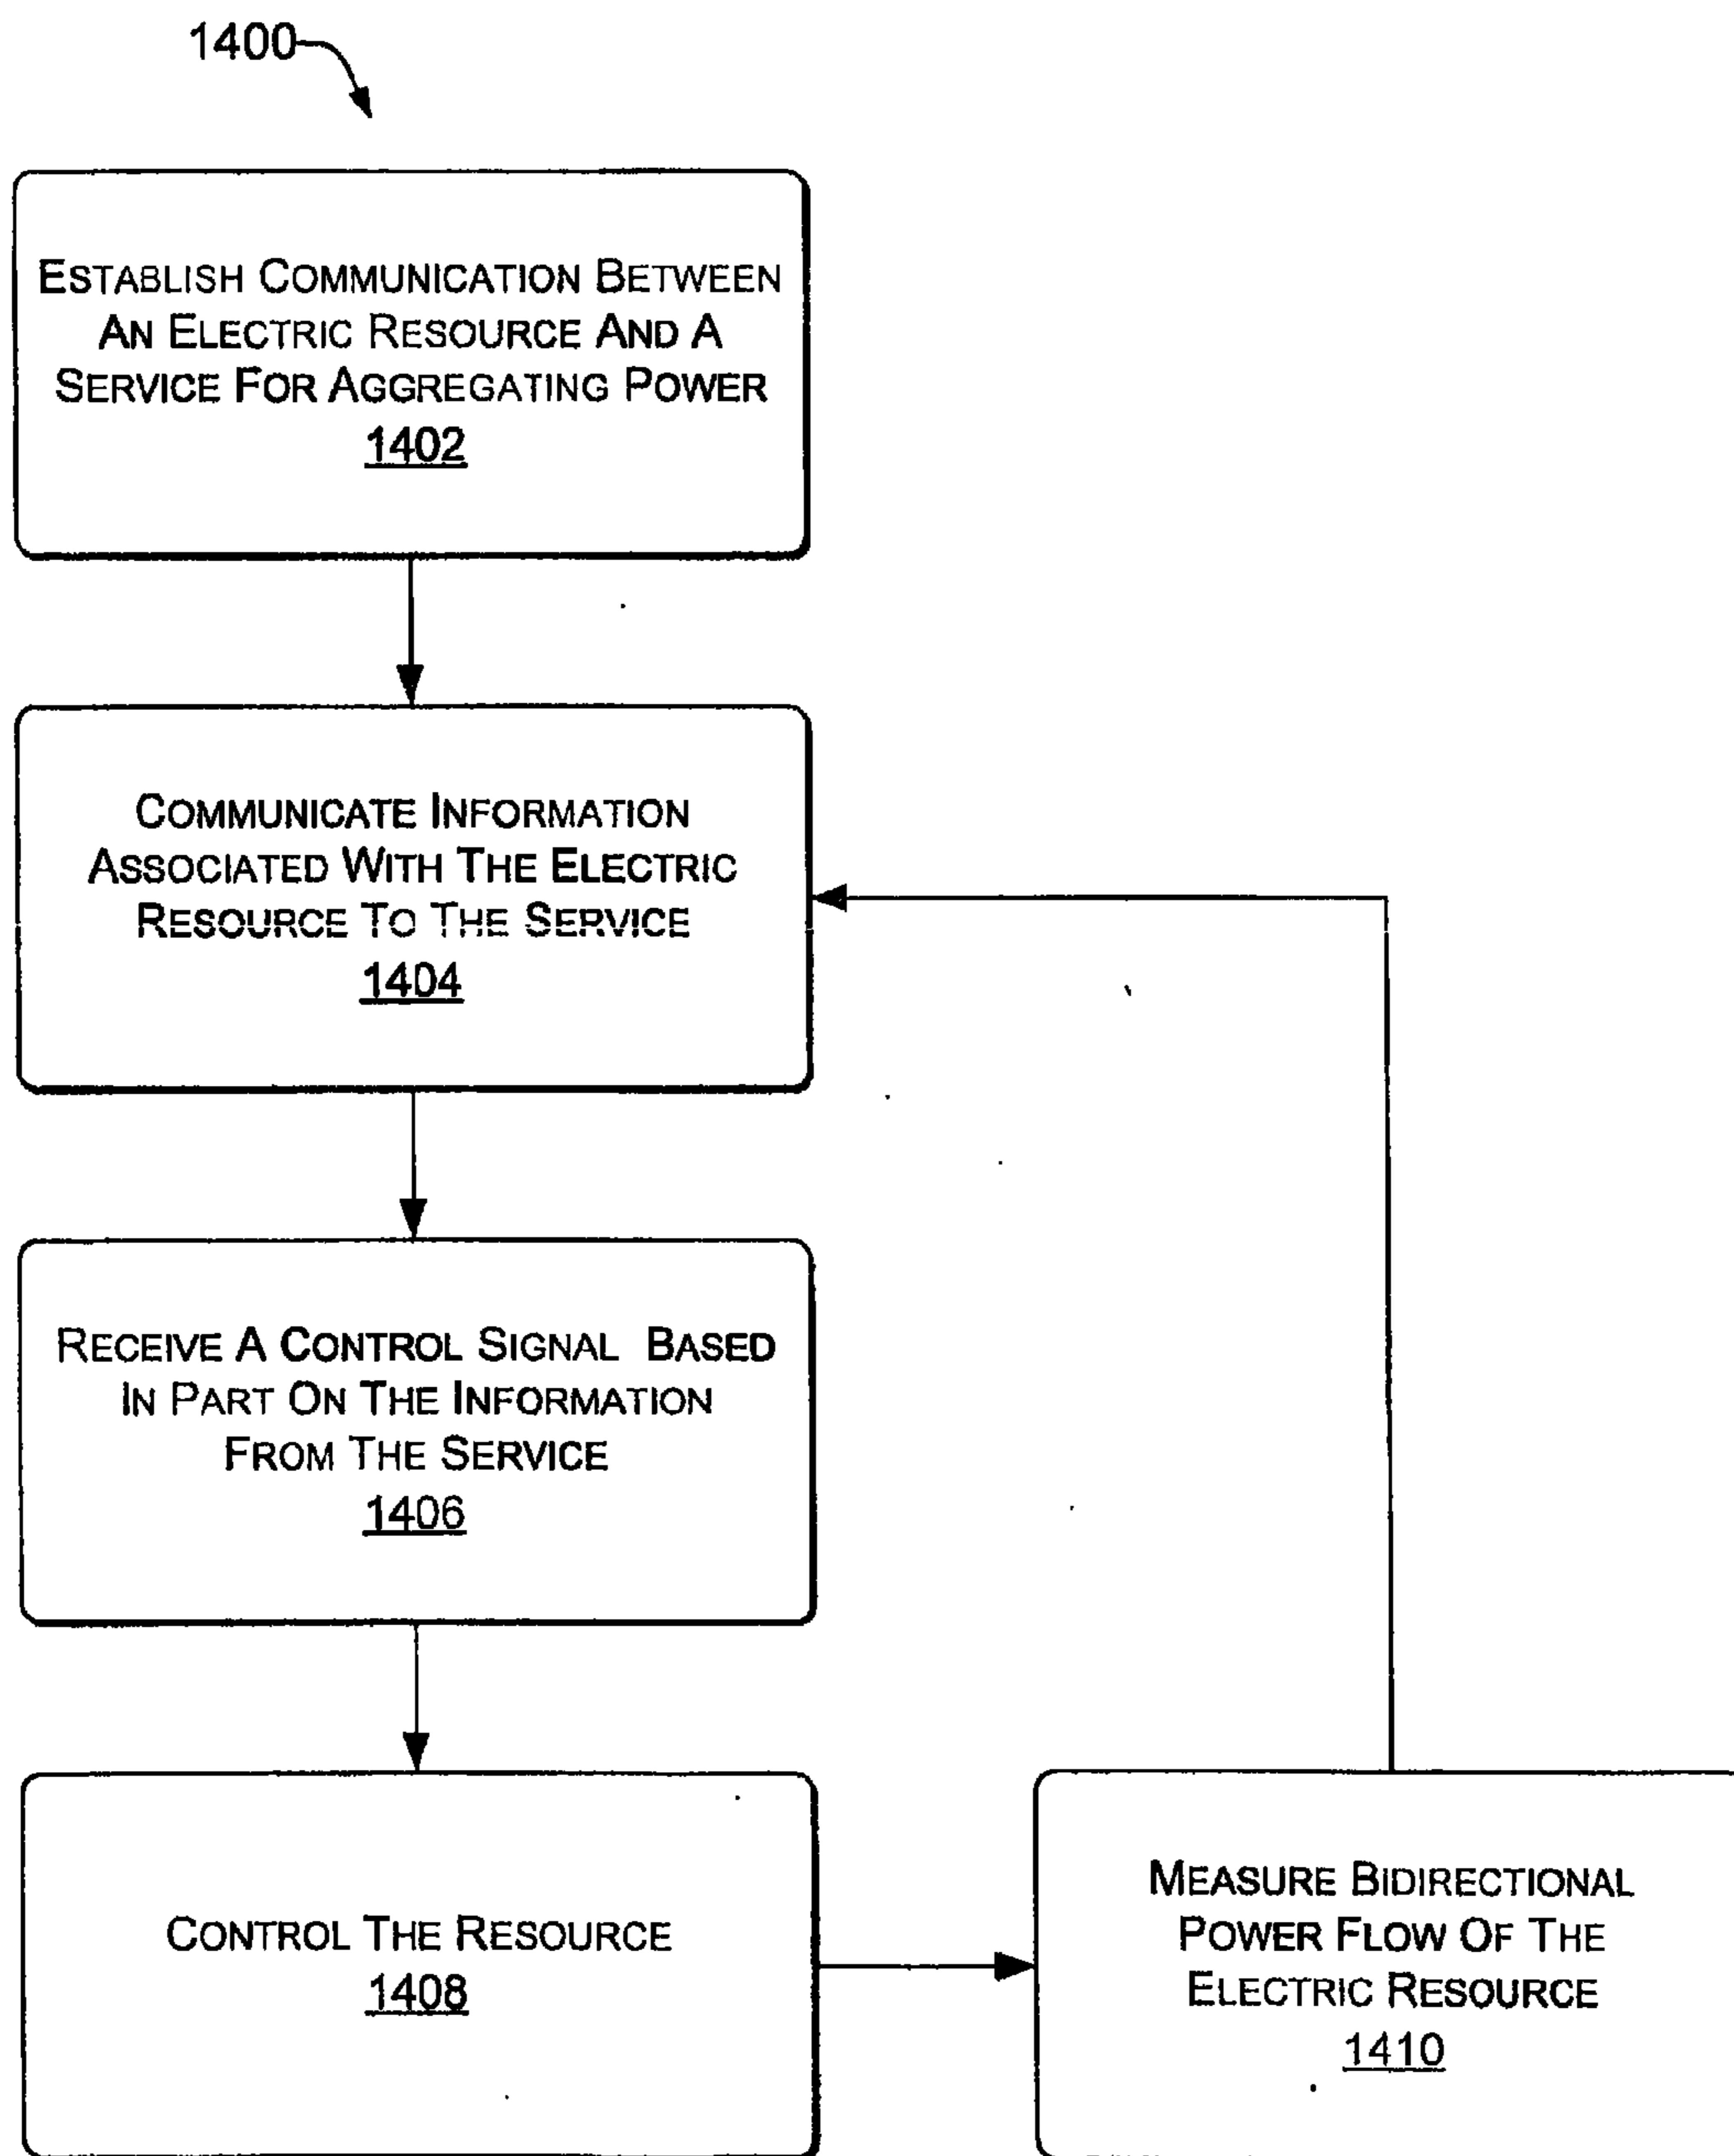 1400
ESTABLISH COMMUNICATION BETWEEN
AN ELECTRIC RESOURCE AND A
SERVICE FOR AGGREGATING POWER
1402
COMMUNICATE INFORMATION
ASSOCIATED WITH THE ELECTRIC
RESOURCE TO THE SERVICE
1404
RECEIVE A CONTROL SIGNAL BASED
IN PART ON THE INFORMATION
FROM THE SERVICE
1406
CONTROL THE RESOURCE
1408
MEASURE BIDIRECTIONAL
POWER FLOW OF THE
ELECTRIC RESOURCE
1410